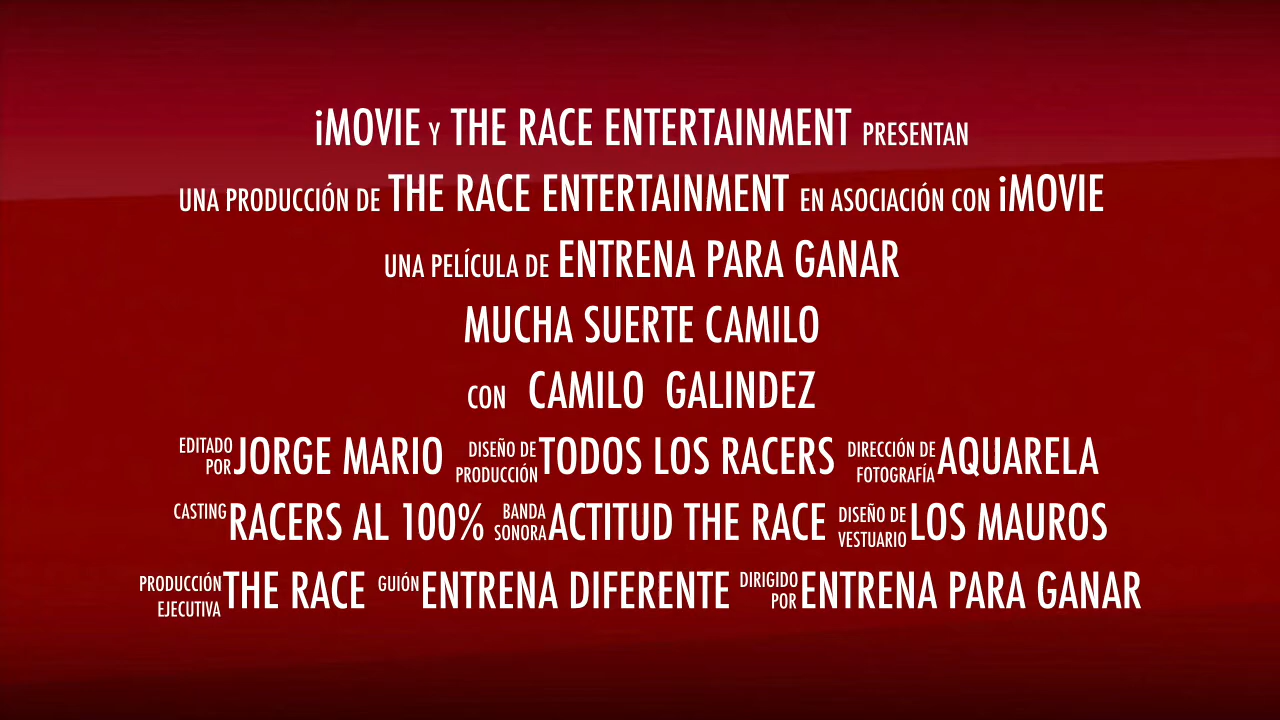 iMOVIE Y THE RACE ENTERTAINMENT PRESENTAN
UNA PRODUCCIÓN DE THE RACE ENTERTAINMENT EN ASOCIACIÓN CON iMOVIE
UNA PELÍCULA DE ENTRENA PARA GANAR
MUCHA SUERTE CAMILO
CON CAMILO GALINDEZ
EDITADO POR JORGE MARIO DISEÑO DE PRODUCCIÓN TODOS LOS RACERS DIRECCIÓN DE FOTOGRAFÍA AQUARELA
CASTING RACERS AL 100% BANDA SONORA ACTITUD THE RACE DISEÑO DE VESTUARIO LOS MAUROS
PRODUCCIÓN EJECUTIVA THE RACE GUIÓN ENTRENA DIFERENTE DIRIGIDO POR ENTRENA PARA GANAR